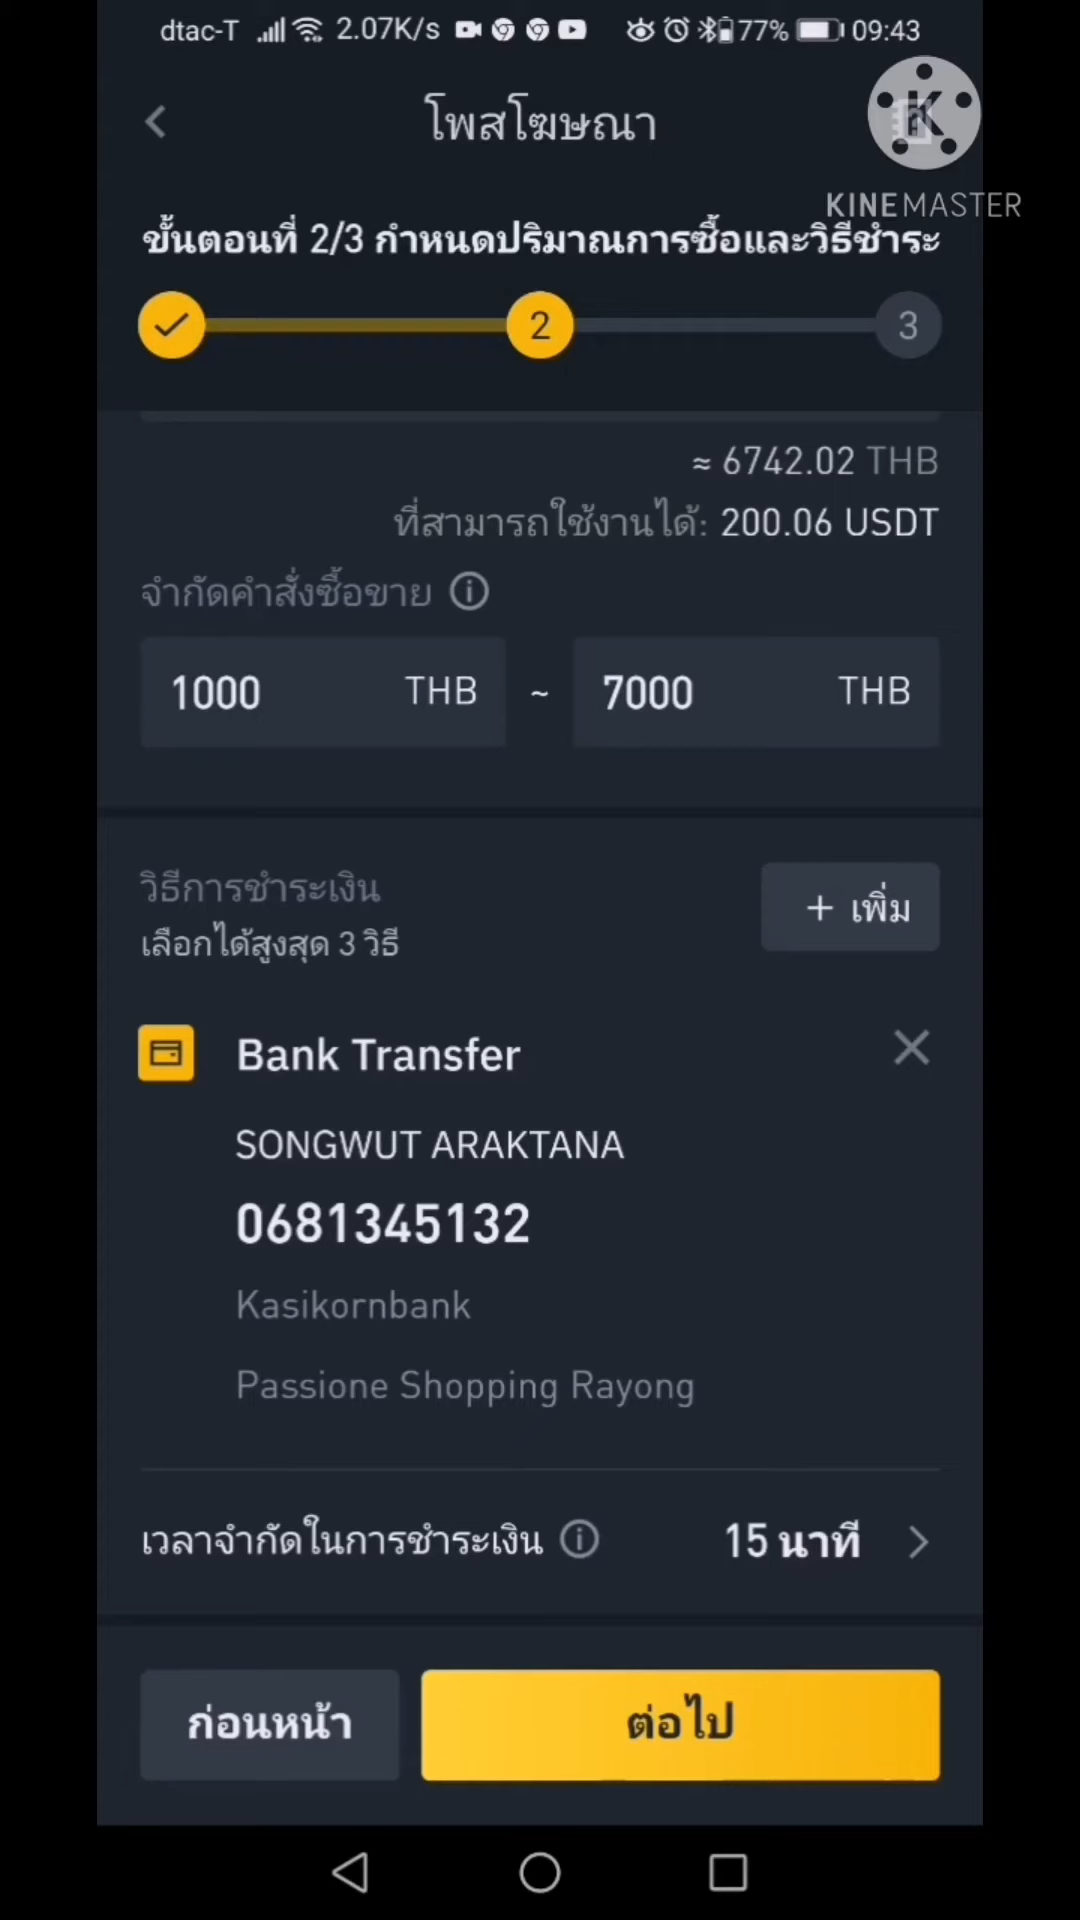 dtac-T 2.07K/s 77% 09:43
โพสโฆษณา
K
KINEMASTER
ขั้นตอนที่ 2/3 กำหนดปริมาณการซื้อและวิธีชำระ
2 3
≈ 6742.02 THB
ที่สามารถใช้งานได้: 200.06 USDT
จำกัดคำสั่งซื้อขาย
1000 THB ~ 7000 THB
วิธีการชำระเงิน
+ เพิ่ม
เลือกได้สูงสุด 3 วิธี
Bank Transfer
SONGWUT ARAKTANA
0681345132
Kasikornbank
Passione Shopping Rayong
เวลาจำกัดในการชำระเงิน 15 นาที
ก่อนหน้า ต่อไป